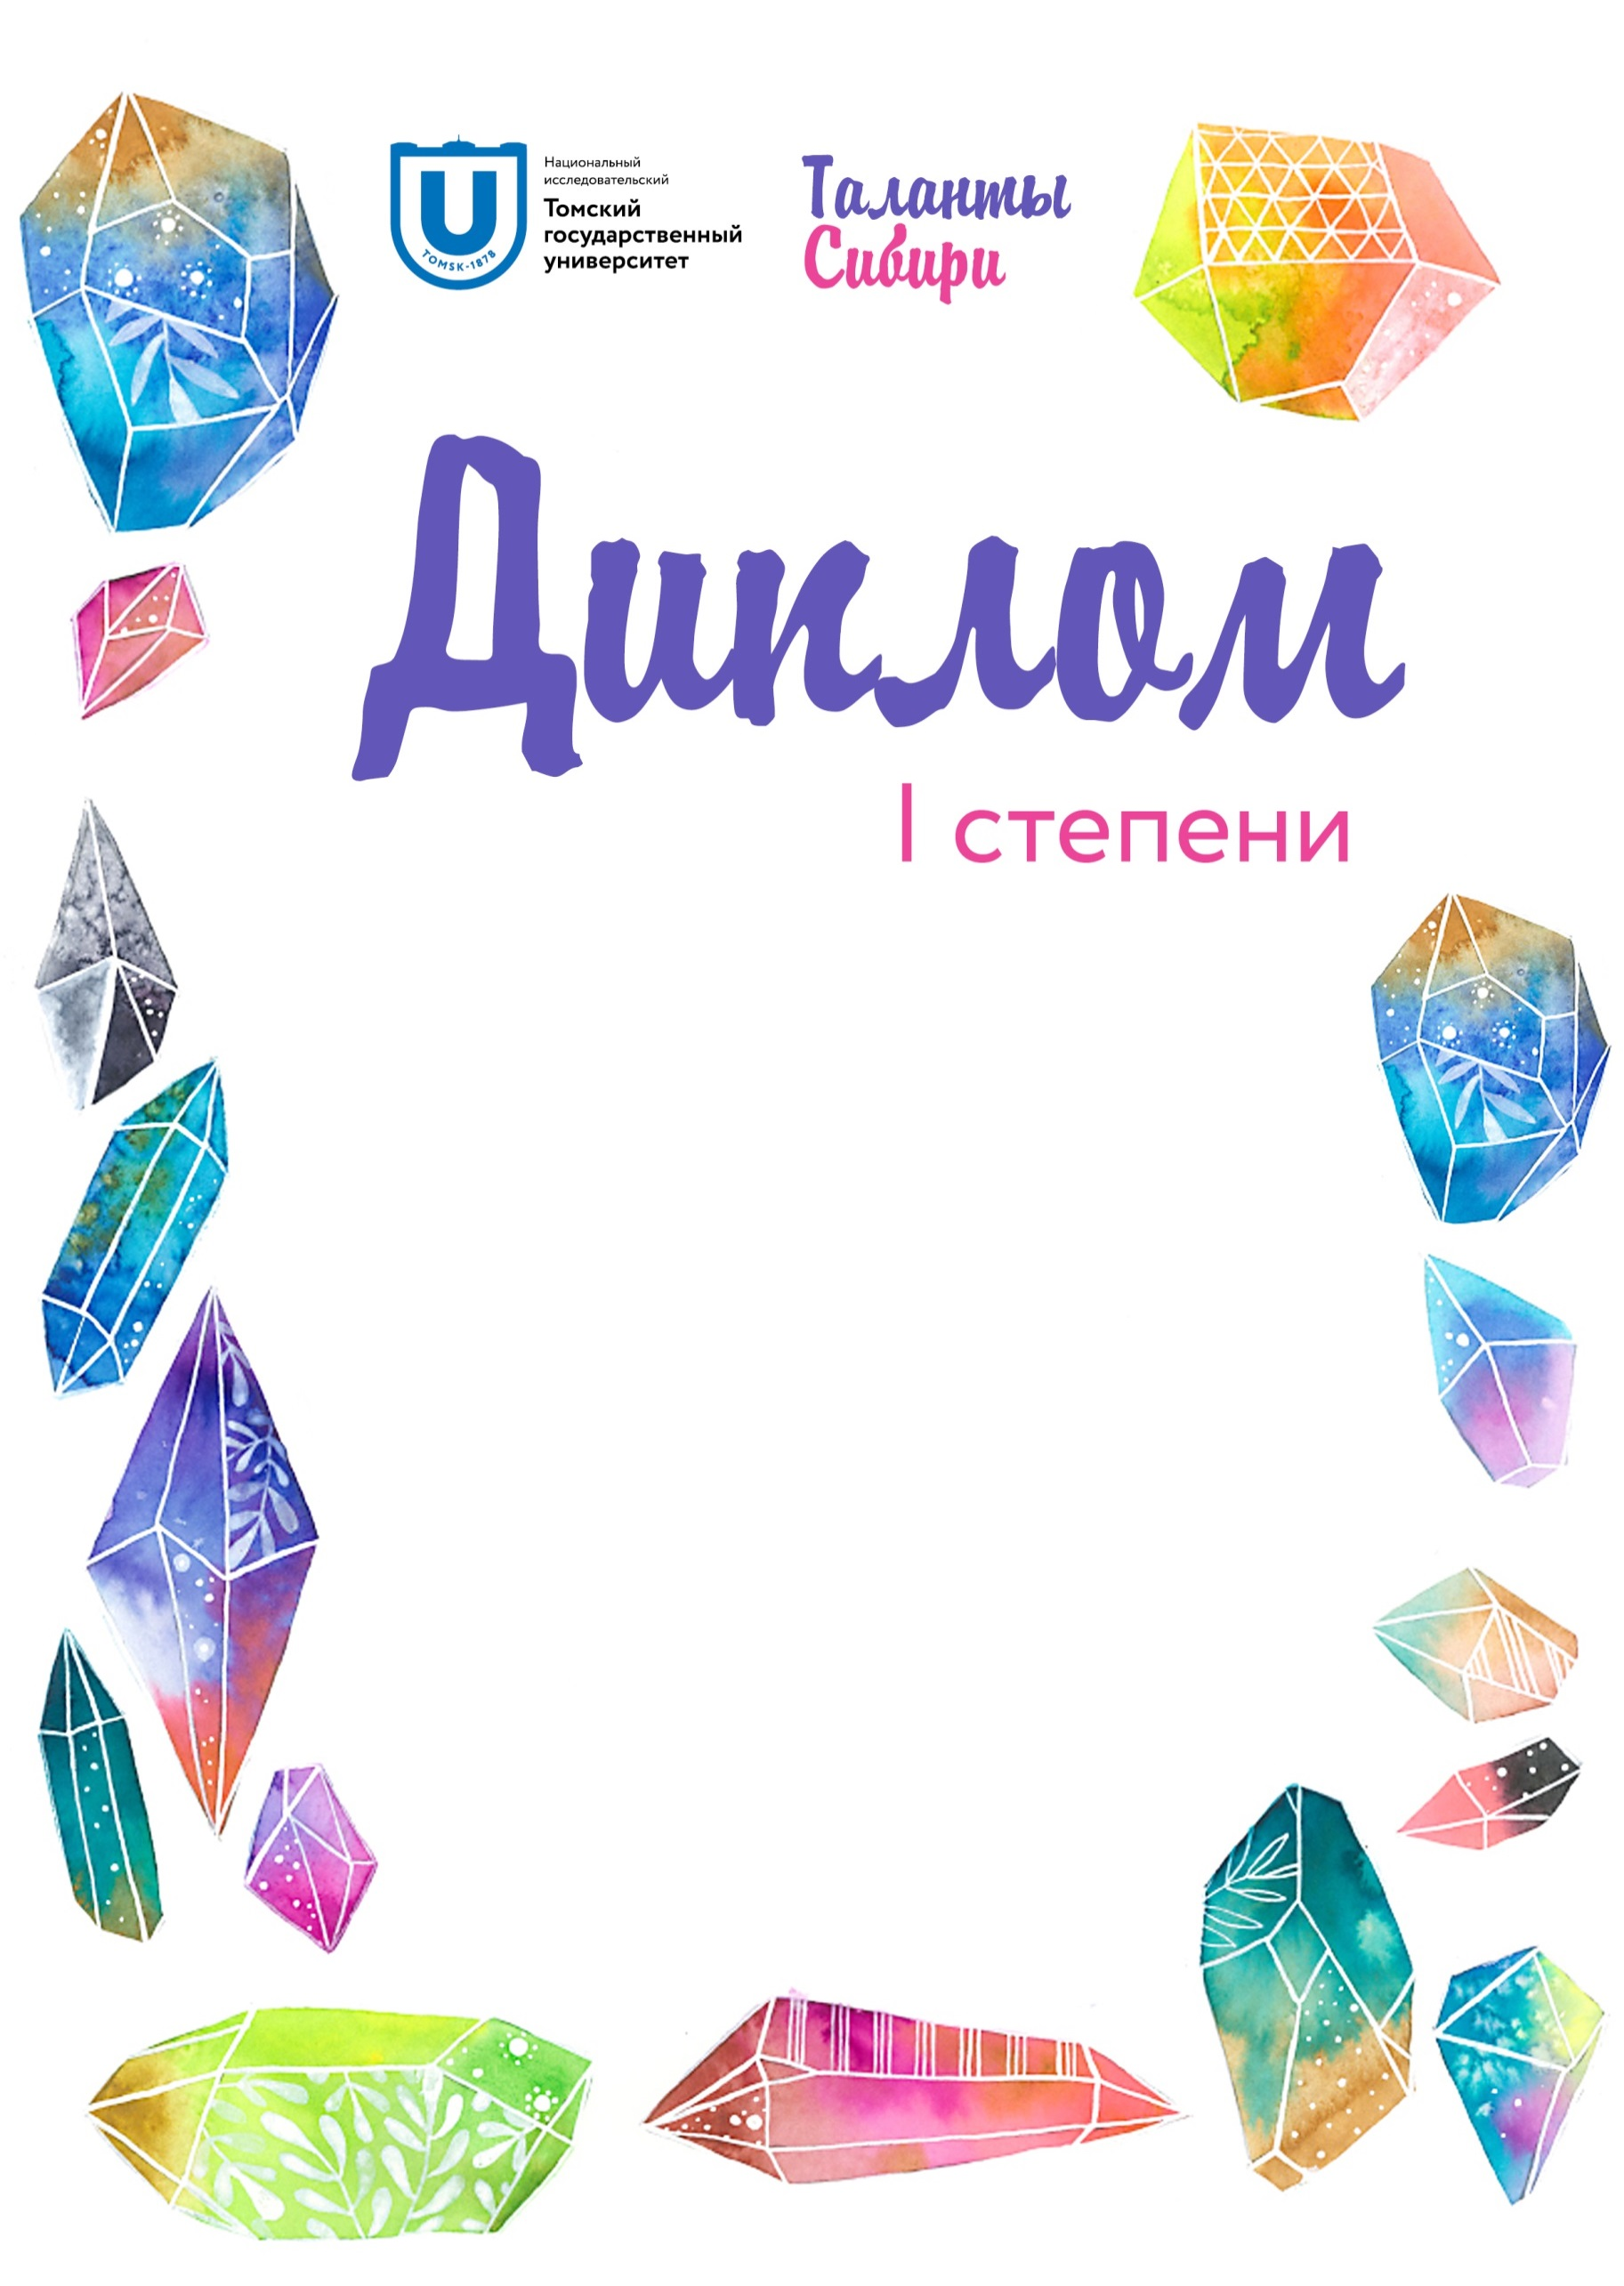 Национальный
исследовательский
Томский
государственный
университет
TOMSK-1878
Таланты
Сибири
Диплом
I степени